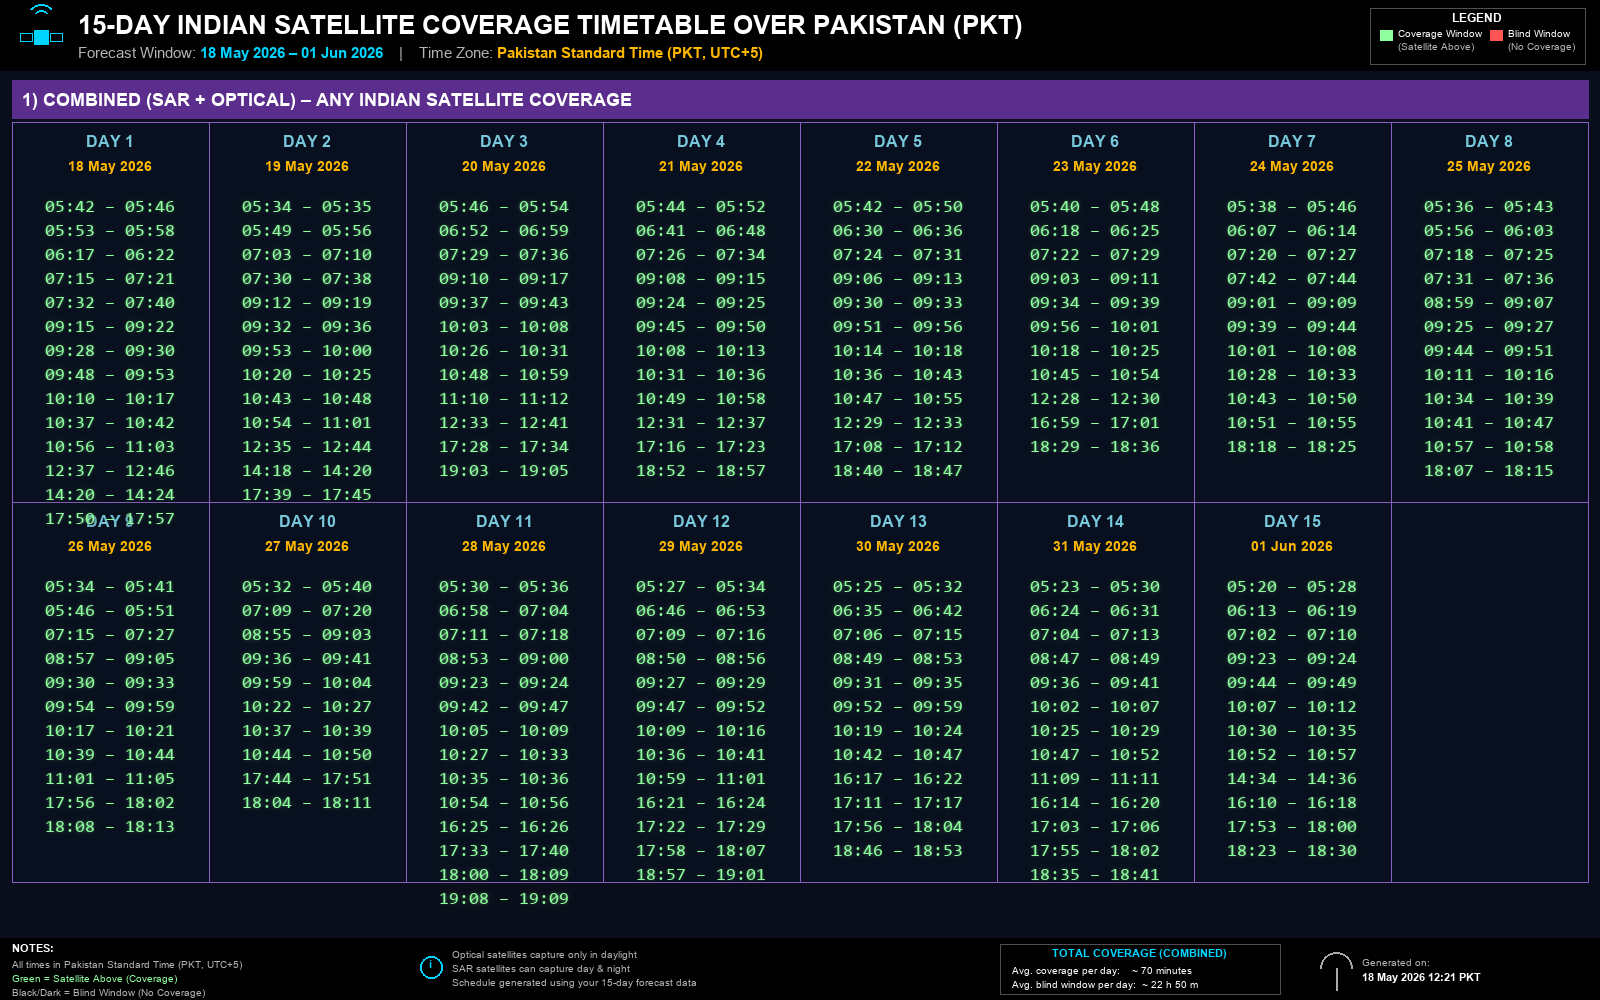 15-DAY INDIAN SATELLITE COVERAGE TIMETABLE OVER PAKISTAN (PKT)
Forecast Window: 18 May 2026 – 01 Jun 2026 | Time Zone: Pakistan Standard Time (PKT, UTC+5)
LEGEND
Coverage Window (Satellite Above)
Blind Window (No Coverage)
1) COMBINED (SAR + OPTICAL) – ANY INDIAN SATELLITE COVERAGE
DAY 1
18 May 2026
05:42 – 05:46
05:53 – 05:58
06:17 – 06:22
07:15 – 07:21
07:32 – 07:40
09:15 – 09:22
09:28 – 09:30
09:48 – 09:53
10:10 – 10:17
10:37 – 10:42
10:56 – 11:03
12:37 – 12:46
14:20 – 14:24
17:50 – 17:57
DAY 2
19 May 2026
05:34 – 05:35
05:49 – 05:56
07:03 – 07:10
07:30 – 07:38
09:12 – 09:19
09:32 – 09:36
09:53 – 10:00
10:20 – 10:25
10:43 – 10:48
10:54 – 11:01
12:35 – 12:44
14:18 – 14:20
17:39 – 17:45
DAY 3
20 May 2026
05:46 – 05:54
06:52 – 06:59
07:29 – 07:36
09:10 – 09:17
09:37 – 09:43
10:03 – 10:08
10:26 – 10:31
10:48 – 10:59
11:10 – 11:12
12:33 – 12:41
17:28 – 17:34
19:03 – 19:05
DAY 4
21 May 2026
05:44 – 05:52
06:41 – 06:48
07:26 – 07:34
09:08 – 09:15
09:24 – 09:25
09:45 – 09:50
10:08 – 10:13
10:31 – 10:36
10:49 – 10:58
12:31 – 12:37
17:16 – 17:23
18:52 – 18:57
DAY 5
22 May 2026
05:42 – 05:50
06:30 – 06:36
07:24 – 07:31
09:06 – 09:13
09:30 – 09:33
09:51 – 09:56
10:14 – 10:18
10:36 – 10:43
10:47 – 10:55
12:29 – 12:33
17:08 – 17:12
18:40 – 18:47
DAY 6
23 May 2026
05:40 – 05:48
06:18 – 06:25
07:22 – 07:29
09:03 – 09:11
09:34 – 09:39
09:56 – 10:01
10:18 – 10:25
10:45 – 10:54
12:28 – 12:30
16:59 – 17:01
18:29 – 18:36
DAY 7
24 May 2026
05:38 – 05:46
06:07 – 06:14
07:20 – 07:27
07:42 – 07:44
09:01 – 09:09
09:39 – 09:44
10:01 – 10:08
10:28 – 10:33
10:43 – 10:50
10:51 – 10:55
18:18 – 18:25
DAY 8
25 May 2026
05:36 – 05:43
05:56 – 06:03
07:18 – 07:25
07:31 – 07:36
08:59 – 09:07
09:25 – 09:27
09:44 – 09:51
10:11 – 10:16
10:34 – 10:39
10:41 – 10:47
10:57 – 10:58
18:07 – 18:15
DAY 9
26 May 2026
05:34 – 05:41
05:46 – 05:51
07:15 – 07:27
08:57 – 09:05
09:30 – 09:33
09:54 – 09:59
10:17 – 10:21
10:39 – 10:44
11:01 – 11:05
17:56 – 18:02
18:08 – 18:13
DAY 10
27 May 2026
05:32 – 05:40
07:09 – 07:20
08:55 – 09:03
09:36 – 09:41
09:59 – 10:04
10:22 – 10:27
10:37 – 10:39
10:44 – 10:50
17:44 – 17:51
18:04 – 18:11
DAY 11
28 May 2026
05:30 – 05:36
06:58 – 07:04
07:11 – 07:18
08:53 – 09:00
09:23 – 09:24
09:42 – 09:47
10:05 – 10:09
10:27 – 10:33
10:35 – 10:36
10:54 – 10:56
16:25 – 16:26
17:33 – 17:40
18:00 – 18:09
19:08 – 19:09
DAY 12
29 May 2026
05:27 – 05:34
06:46 – 06:53
07:09 – 07:16
08:50 – 08:56
09:27 – 09:29
09:47 – 09:52
10:09 – 10:16
10:36 – 10:41
10:59 – 11:01
16:21 – 16:24
17:22 – 17:29
17:58 – 18:07
18:57 – 19:01
DAY 13
30 May 2026
05:25 – 05:32
06:35 – 06:42
07:06 – 07:15
08:49 – 08:53
09:31 – 09:35
09:52 – 09:59
10:19 – 10:24
10:42 – 10:47
16:17 – 16:22
17:11 – 17:17
17:56 – 18:04
18:46 – 18:53
DAY 14
31 May 2026
05:23 – 05:30
06:24 – 06:31
07:04 – 07:13
08:47 – 08:49
09:36 – 09:41
10:02 – 10:07
10:25 – 10:29
10:47 – 10:52
11:09 – 11:11
16:14 – 16:20
17:03 – 17:06
17:55 – 18:02
18:35 – 18:41
DAY 15
01 Jun 2026
05:20 – 05:28
06:13 – 06:19
07:02 – 07:10
09:23 – 09:24
09:44 – 09:49
10:07 – 10:12
10:30 – 10:35
10:52 – 10:57
14:34 – 14:36
16:10 – 16:18
17:53 – 18:00
18:23 – 18:30
NOTES:
All times in Pakistan Standard Time (PKT, UTC+5)
Green = Satellite Above (Coverage)
Black/Dark = Blind Window (No Coverage)
i
Optical satellites capture only in daylight
SAR satellites can capture day & night
Schedule generated using your 15-day forecast data
TOTAL COVERAGE (COMBINED)
Avg. coverage per day: ~ 70 minutes
Avg. blind window per day: ~ 22 h 50 m
Generated on:
18 May 2026 12:21 PKT